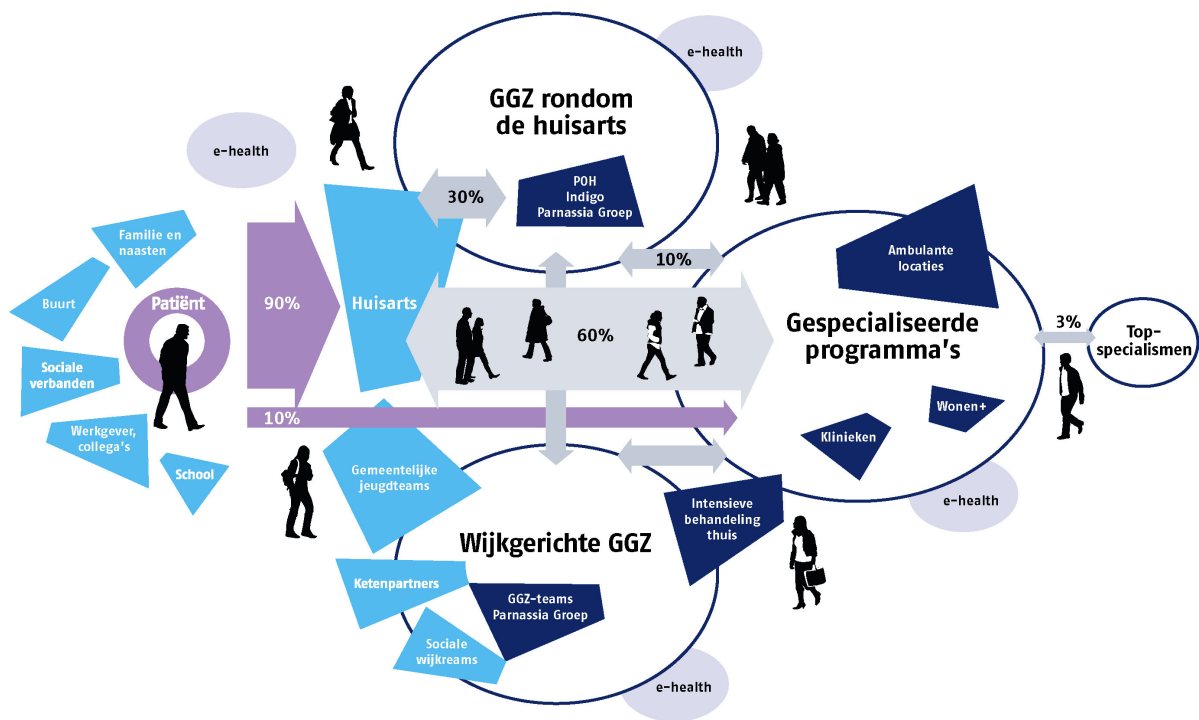 e-health
GGZ rondom
de huisarts
e-health
POH
Indigo
Parnassia Groep
30%
Familie en
naasten
Buurt
Patiënt
Sociale
verbanden
Werkgever,
collega's
School
90%
Huisarts
10%
60%
10%
Ambulante
locaties
Gespecialiseerde
programma's
Wonen+
Klinieken
3%
Top-
specialismen
e-health
Gemeentelijke
jeugdteams
Intensieve
behandeling
thuis
Wijkgerichte GGZ
Ketenpartners
GGZ-teams
Parnassia Groep
Sociale
wijkreams
e-health